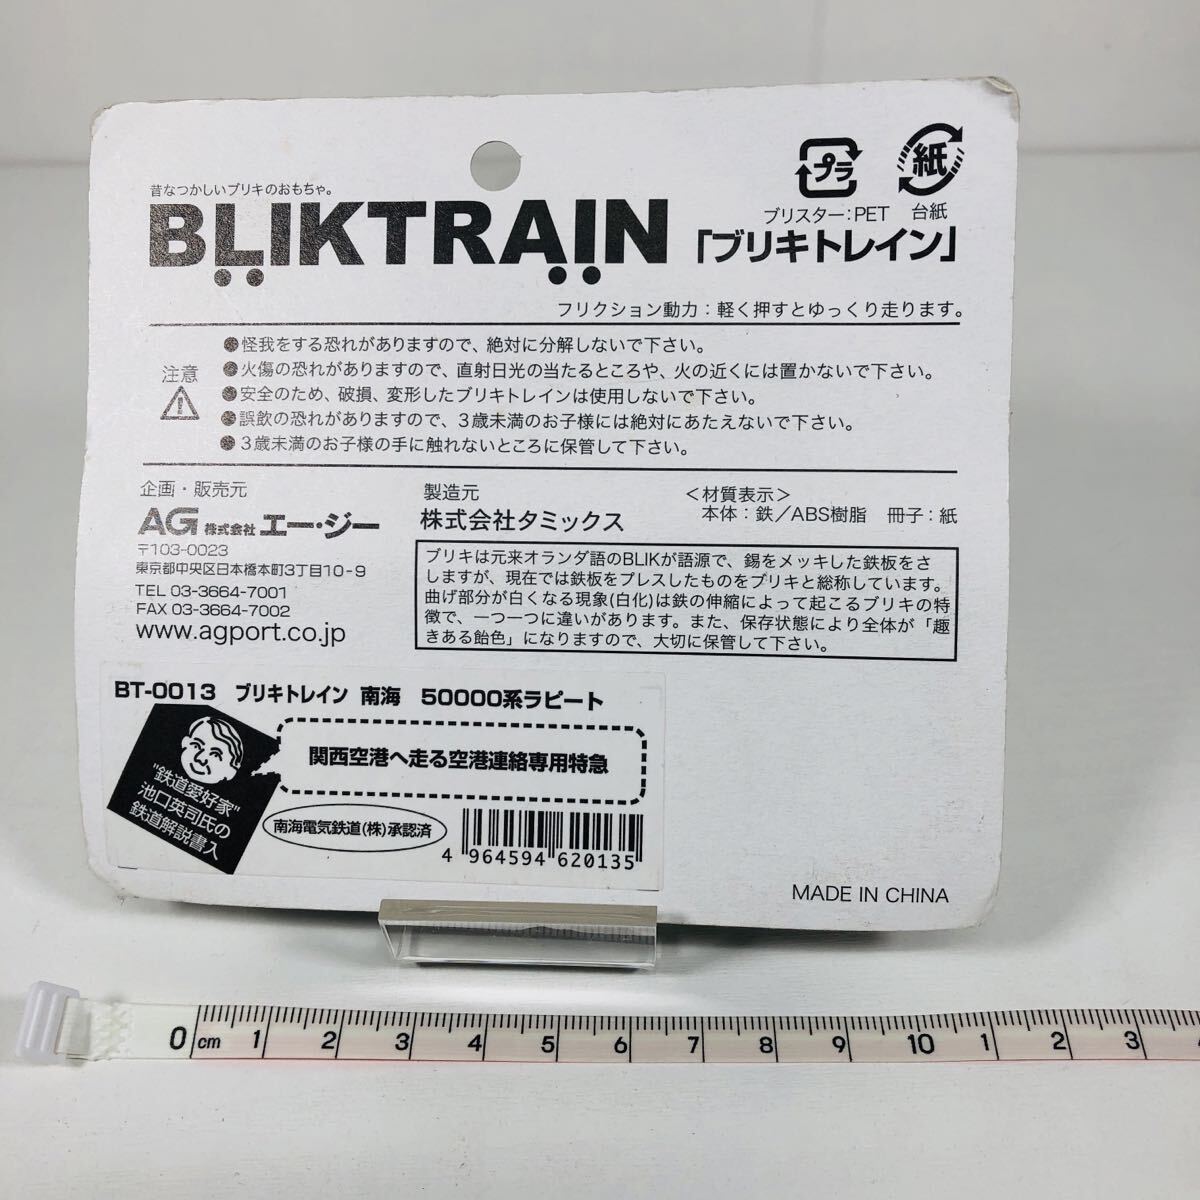 昔なつかしいブリキのおもちゃ。
BLIKTRAIN
「ブリキトレイン」
プラ
紙
ブリスター：PET　台紙
フリクション動力：軽く押すとゆっくり走ります。
注意
●怪我をする恐れがありますので、絶対に分解しないで下さい。
●火傷の恐れがありますので、直射日光の当たるところや、火の近くには置かないで下さい。
●安全のため、破損、変形したブリキトレインは使用しないで下さい。
●誤飲の恐れがありますので、３歳未満のお子様には絶対にあたえないで下さい。
●３歳未満のお子様の手に触れないところに保管して下さい。
企画・販売元
AG 株式会社 エー・ジー
〒103-0023
東京都中央区日本橋本町3丁目10-9
TEL 03-3664-7001
FAX 03-3664-7002
www.agport.co.jp
製造元
株式会社タミックス
＜材質表示＞
本体：鉄／ABS樹脂　冊子：紙
ブリキは元来オランダ語のBLIKが語源で、錫をメッキした鉄板をさ
しますが、現在では鉄板をプレスしたものをブリキと総称しています。
曲げ部分が白くなる現象(白化)は鉄の伸縮によって起こるブリキの特
徴で、一つ一つに違いがあります。また、保存状態により全体が「趣
きある飴色」になりますので、大切に保管して下さい。
BT-0013　ブリキトレイン　南海　50000系ラピート
関西空港へ走る空港連絡専用特急
"鉄道愛好家"
池口英司氏の
鉄道解説書入
南海電気鉄道(株)承認済
4 964594 620135
MADE IN CHINA
0 cm 1 2 3 4 5 6 7 8 9 10 1 2 3